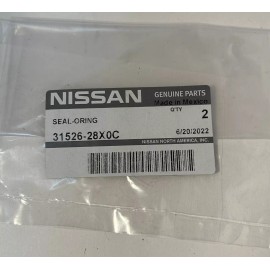 NISSAN
GENUINE PARTS
Made in Mexico
QTY
SEAL-ORING
2
31526-28X0C
6/20/2022
NISSAN NORTH AMERICA, INC.